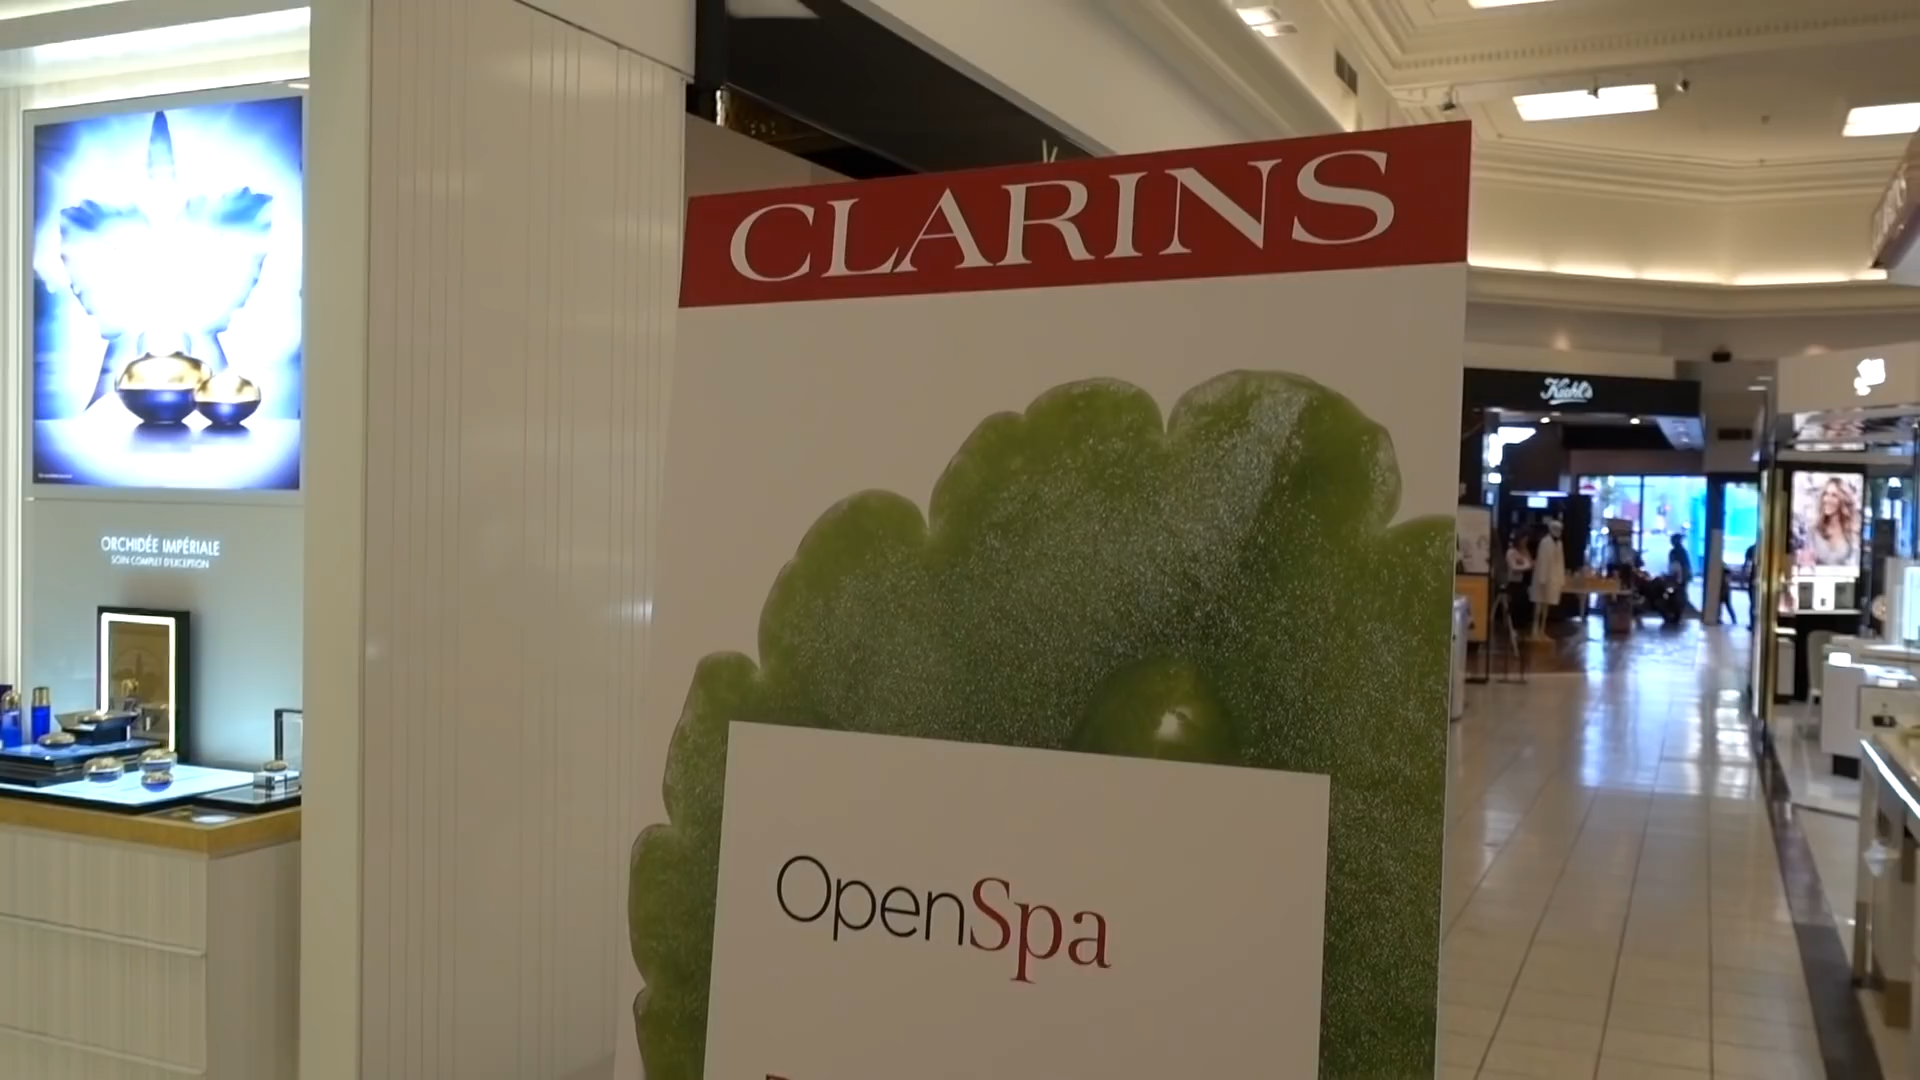 CLARINS
Kiehl's
ORCHIDÉE IMPÉRIALE
SOIN COMPLET D'EXCEPTION
OpenSpa